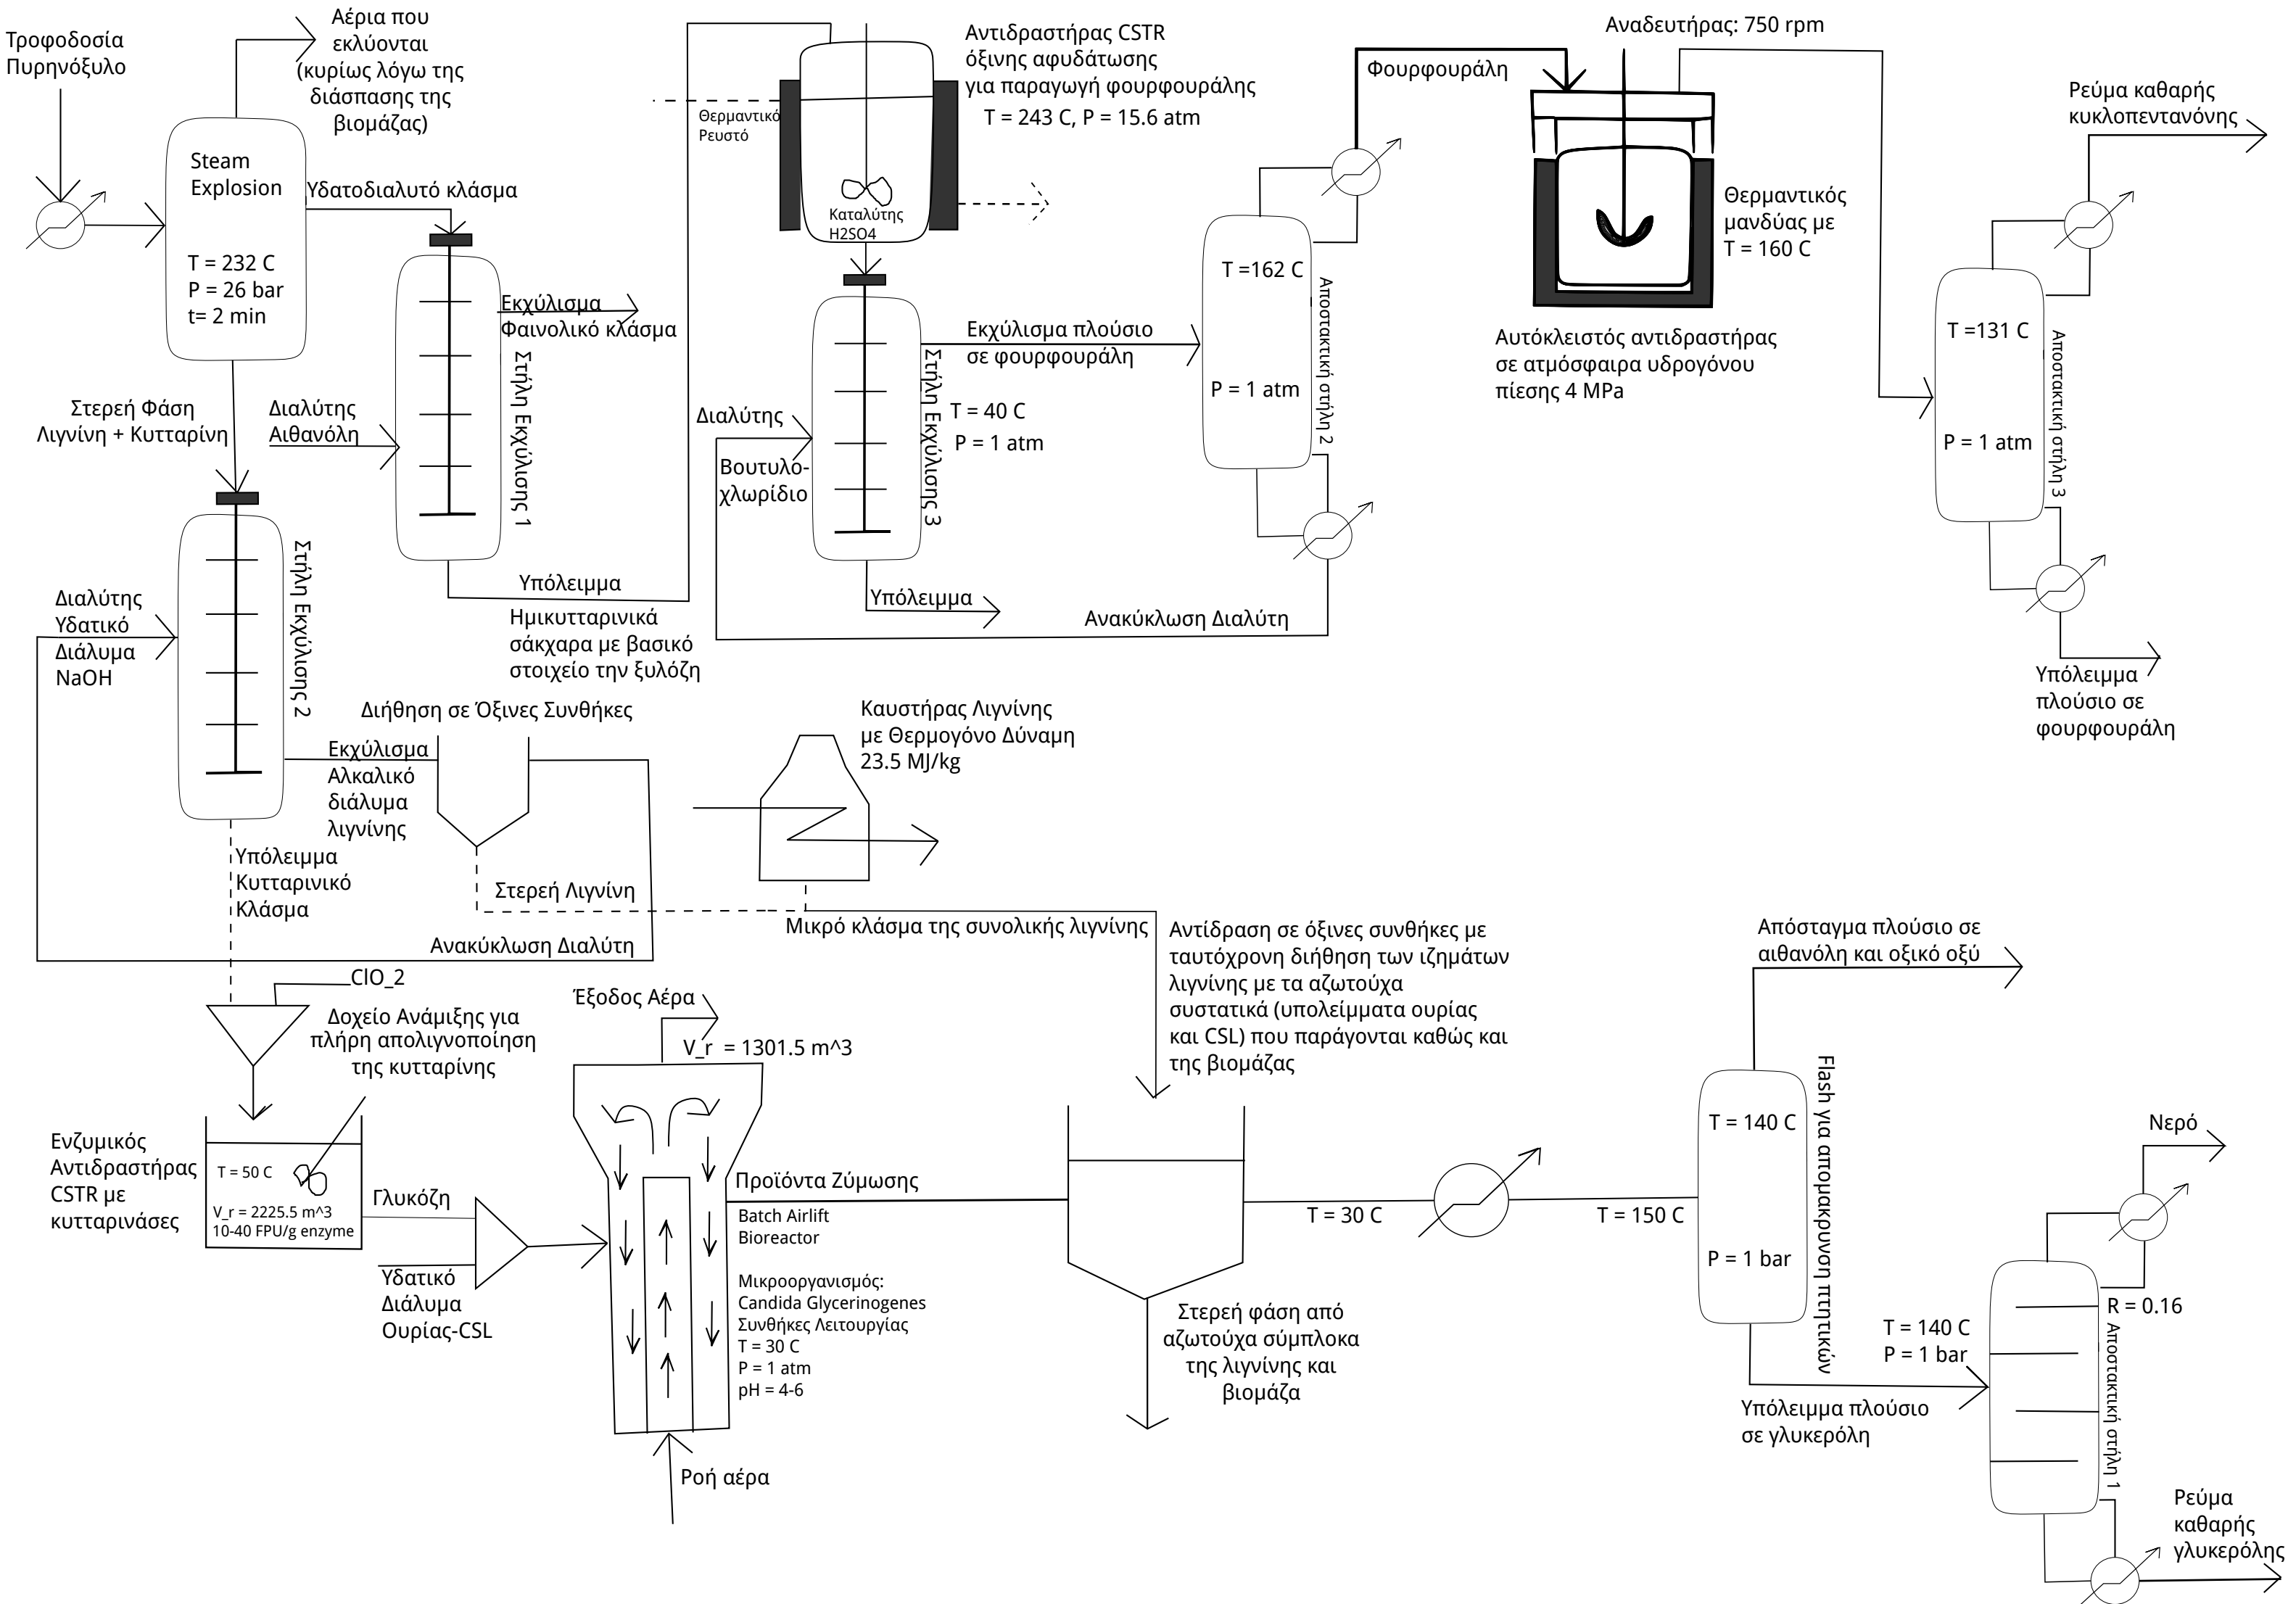 Τροφοδοσία
Πυρηνόξυλο
Αέρια που
εκλύονται
(κυρίως λόγω της
διάσπασης της
βιομάζας)
Steam
Explosion
T = 232 C
P = 26 bar
t= 2 min
Υδατοδιαλυτό κλάσμα
Εκχύλισμα
Φαινολικό κλάσμα
Στήλη Εκχύλισης 1
Στερεή Φάση
Λιγνίνη + Κυτταρίνη
Διαλύτης
Αιθανόλη
Υπόλειμμα
Ημικυτταρινικά
σάκχαρα με βασικό
στοιχείο την ξυλόζη
Θερμαντικό
Ρευστό
Καταλύτης
H2SO4
Αντιδραστήρας CSTR
όξινης αφυδάτωσης
για παραγωγή φουρφουράλης
T = 243 C, P = 15.6 atm
Εκχύλισμα πλούσιο
σε φουρφουράλη
Στήλη Εκχύλισης 3
T = 40 C
P = 1 atm
Διαλύτης
Βουτυλο-
χλωρίδιο
Υπόλειμμα
Ανακύκλωση Διαλύτη
T =162 C
P = 1 atm
Αποστακτική στήλη 2
Φουρφουράλη
Αναδευτήρας: 750 rpm
Θερμαντικός
μανδύας με
T = 160 C
Αυτόκλειστός αντιδραστήρας
σε ατμόσφαιρα υδρογόνου
πίεσης 4 MPa
Ρεύμα καθαρής
κυκλοπεντανόνης
T =131 C
P = 1 atm
Αποστακτική στήλη 3
Υπόλειμμα
πλούσιο σε
φουρφουράλη
Διαλύτης
Υδατικό
Διάλυμα
NaOH
Στήλη Εκχύλισης 2
Διήθηση σε Όξινες Συνθήκες
Εκχύλισμα
Αλκαλικό
διάλυμα
λιγνίνης
Καυστήρας Λιγνίνης
με Θερμογόνο Δύναμη
23.5 MJ/kg
Υπόλειμμα
Κυτταρινικό
Κλάσμα
Στερεή Λιγνίνη
Μικρό κλάσμα της συνολικής λιγνίνης
Ανακύκλωση Διαλύτη
ClO_2
Δοχείο Ανάμιξης για
πλήρη απολιγνοποίηση
της κυτταρίνης
Ενζυμικός
Αντιδραστήρας
CSTR με
κυτταρινάσες
T = 50 C
V_r = 2225.5 m^3
10-40 FPU/g enzyme
Γλυκόζη
Υδατικό
Διάλυμα
Ουρίας-CSL
Έξοδος Αέρα
V_r  = 1301.5 m^3
Προϊόντα Ζύμωσης
Batch Airlift
Bioreactor
Μικροοργανισμός:
Candida Glycerinogenes
Συνθήκες Λειτουργίας
T = 30 C
P = 1 atm
pH = 4-6
Ροή αέρα
Αντίδραση σε όξινες συνθήκες με
ταυτόχρονη διήθηση των ιζημάτων
λιγνίνης με τα αζωτούχα
συστατικά (υπολείμματα ουρίας
και CSL) που παράγονται καθώς και
της βιομάζας
Στερεή φάση από
αζωτούχα σύμπλοκα
της λιγνίνης και
βιομάζα
T = 30 C
T = 150 C
Απόσταγμα πλούσιο σε
αιθανόλη και οξικό οξύ
T = 140 C
P = 1 bar
Flash για απομακρυνση πτητικών
T = 140 C
P = 1 bar
Υπόλειμμα πλούσιο
σε γλυκερόλη
Νερό
R = 0.16
Αποστακτική στήλη 1
Ρεύμα
καθαρής
γλυκερόλης